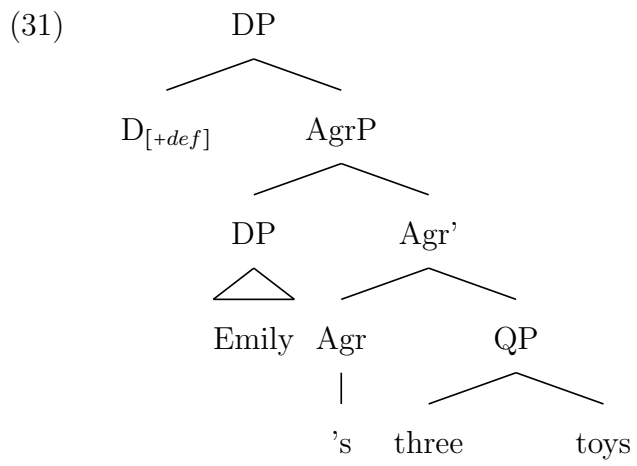 (31) DP
D[+def] AgrP
DP Agr'
Emily Agr QP
's three toys